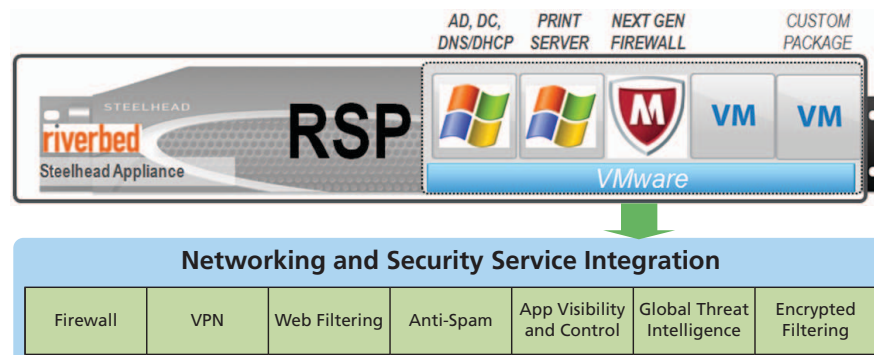 AD, DC, PRINT NEXT GEN CUSTOM
DNS/DHCP SERVER FIREWALL PACKAGE
STEELHEAD
riverbed
Steelhead Appliance
RSP
M
VM
VM
VMware
Networking and Security Service Integration
Firewall
VPN
Web Filtering
Anti-Spam
App Visibility
and Control
Global Threat
Intelligence
Encrypted
Filtering